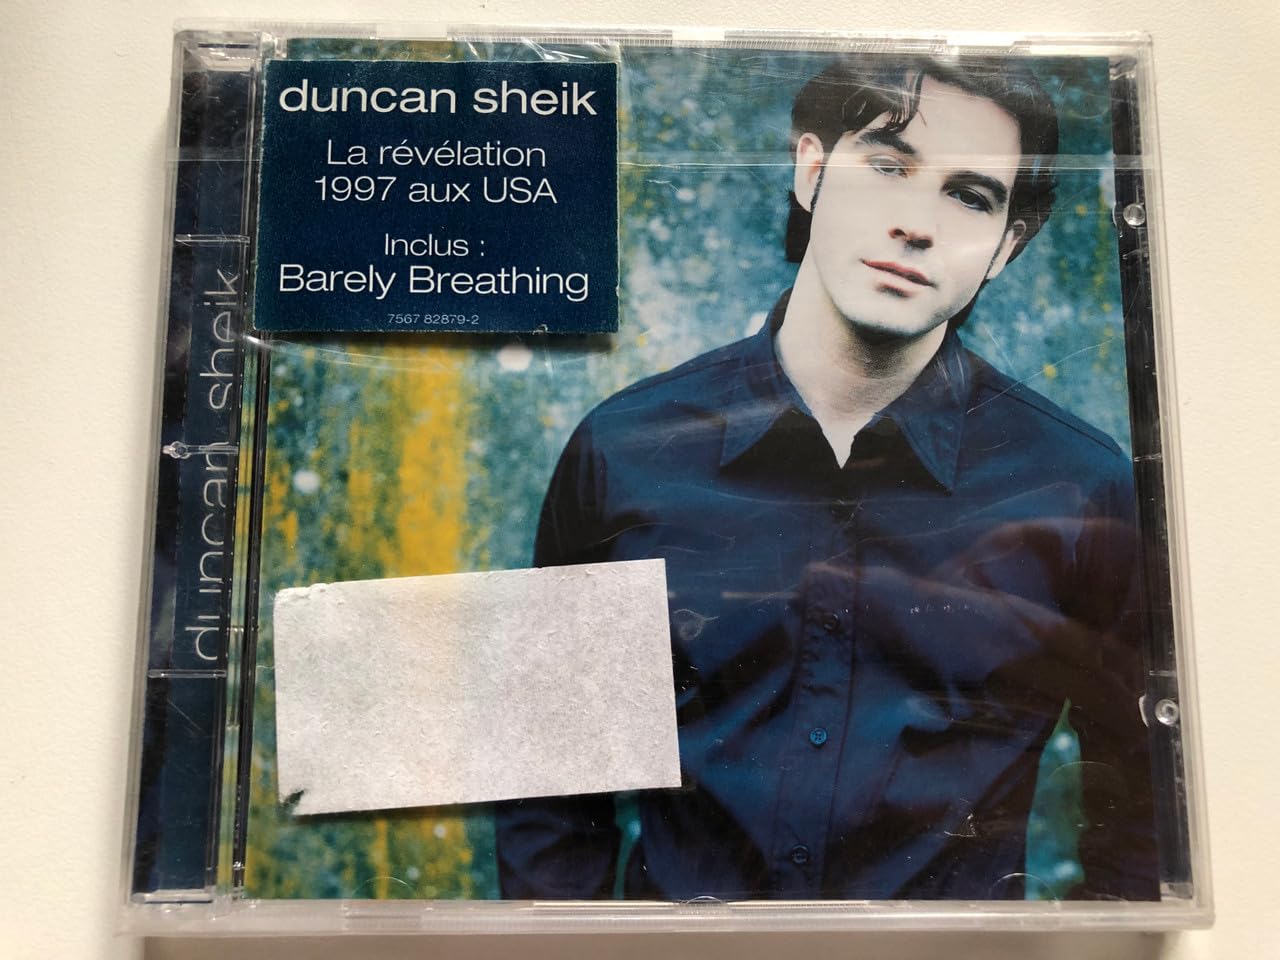 duncan sheik
La révélation
1997 aux USA
Inclus :
Barely Breathing
7567 82879-2
duncan sheik